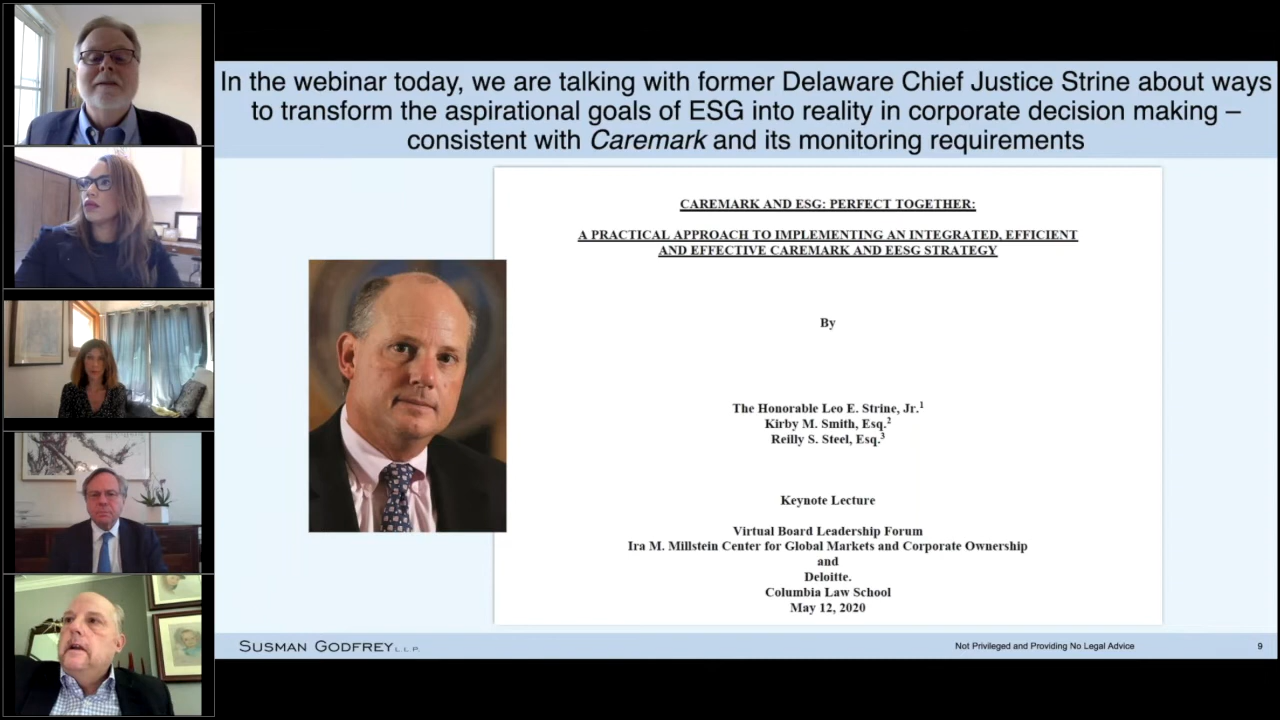 In the webinar today, we are talking with former Delaware Chief Justice Strine about ways
to transform the aspirational goals of ESG into reality in corporate decision making –
consistent with Caremark and its monitoring requirements
CAREMARK AND ESG: PERFECT TOGETHER:
A PRACTICAL APPROACH TO IMPLEMENTING AN INTEGRATED, EFFICIENT
AND EFFECTIVE CAREMARK AND EESG STRATEGY
By
The Honorable Leo E. Strine, Jr.1
Kirby M. Smith, Esq.2
Reilly S. Steel, Esq.3
Keynote Lecture
Virtual Board Leadership Forum
Ira M. Millstein Center for Global Markets and Corporate Ownership
and
Deloitte.
Columbia Law School
May 12, 2020
SUSMAN GODFREY L.L.P.
Not Privileged and Providing No Legal Advice
9